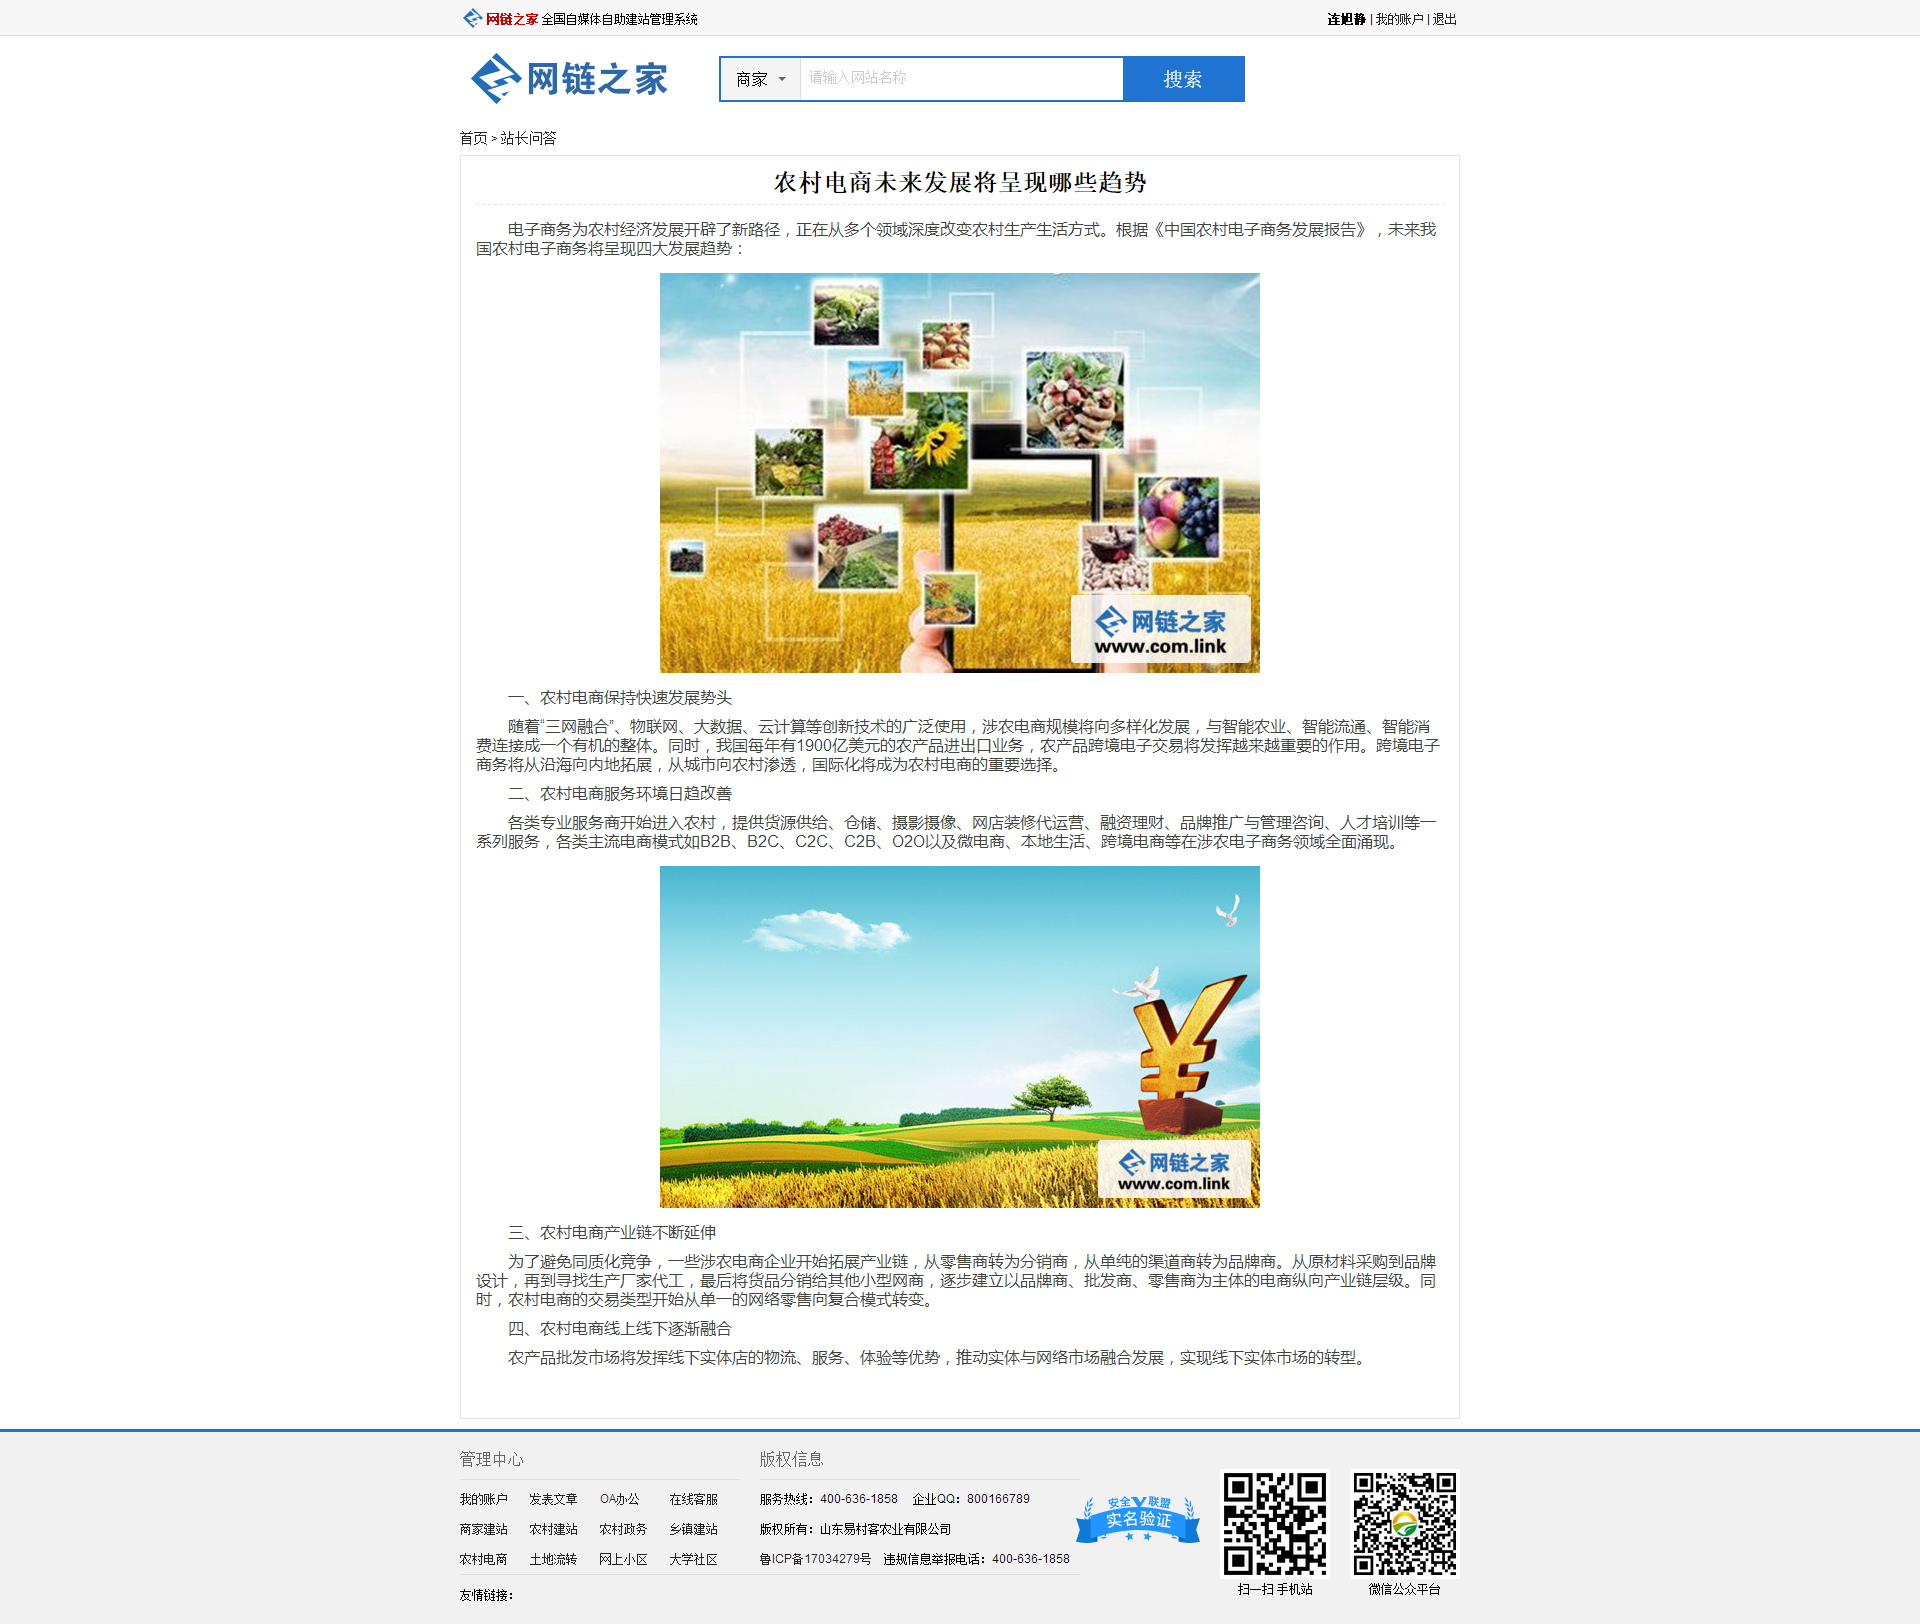 网链之家 全国自媒体自助建站管理系统
连旭静 | 我的账户 | 退出
网链之家
商家
请输入网站名称
搜索
首页 > 站长问答
农村电商未来发展将呈现哪些趋势
电子商务为农村经济发展开辟了新路径，正在从多个领域深度改变农村生产生活方式。根据《中国农村电子商务发展报告》，未来我
国农村电子商务将呈现四大发展趋势：
网链之家
www.com.link
一、农村电商保持快速发展势头
随着“三网融合”、物联网、大数据、云计算等创新技术的广泛使用，涉农电商规模将向多样化发展，与智能农业、智能流通、智能消
费连接成一个有机的整体。同时，我国每年有1900亿美元的农产品进出口业务，农产品跨境电子交易将发挥越来越重要的作用。跨境电子
商务将从沿海向内地拓展，从城市向农村渗透，国际化将成为农村电商的重要选择。
二、农村电商服务环境日趋改善
各类专业服务商开始进入农村，提供货源供给、仓储、摄影摄像、网店装修代运营、融资理财、品牌推广与管理咨询、人才培训等一
系列服务，各类主流电商模式如B2B、B2C、C2C、C2B、O2O以及微电商、本地生活、跨境电商等在涉农电子商务领域全面涌现。
网链之家
www.com.link
三、农村电商产业链不断延伸
为了避免同质化竞争，一些涉农电商企业开始拓展产业链，从零售商转为分销商，从单纯的渠道商转为品牌商。从原材料采购到品牌
设计，再到寻找生产厂家代工，最后将货品分销给其他小型网商，逐步建立以品牌商、批发商、零售商为主体的电商纵向产业链层级。同
时，农村电商的交易类型开始从单一的网络零售向复合模式转变。
四、农村电商线上线下逐渐融合
农产品批发市场将发挥线下实体店的物流、服务、体验等优势，推动实体与网络市场融合发展，实现线下实体市场的转型。
管理中心
我的账户 发表文章 OA办公 在线客服
商家建站 农村建站 农村政务 乡镇建站
农村电商 土地流转 网上小区 大学社区
版权信息
服务热线：400-636-1858 企业QQ：800166789
版权所有：山东易村客农业有限公司
鲁ICP备17034279号 违规信息举报电话：400-636-1858
安全 联盟
实名验证
扫一扫 手机站
微信公众平台
友情链接：